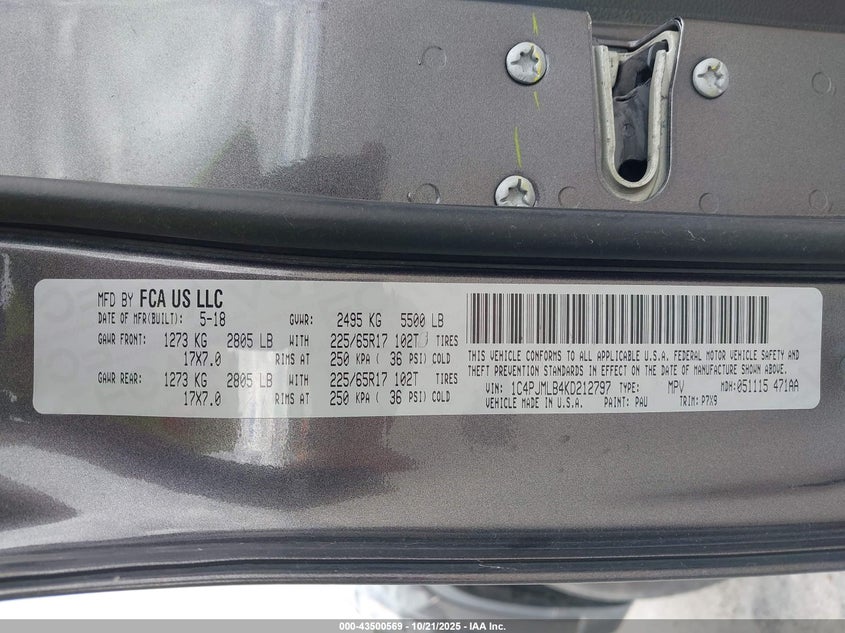 MFD BY FCA US LLC
DATE OF MFR(BUILT): 5-18 GVWR: 2495 KG 5500 LB
GAWR FRONT: 1273 KG 2805 LB WITH 225/65R17 102T TIRES
17X7.0 RIMS AT 250 KPA ( 36 PSI) COLD
GAWR REAR: 1273 KG 2805 LB WITH 225/65R17 102T TIRES
17X7.0 RIMS AT 250 KPA ( 36 PSI) COLD
THIS VEHICLE CONFORMS TO ALL APPLICABLE U.S.A. FEDERAL MOTOR VEHICLE SAFETY AND
THEFT PREVENTION STANDARDS IN EFFECT ON THE DATE OF MANUFACTURE SHOWN ABOVE.
VIN: 1C4PJMLB4KD212797 TYPE: MPV MDH: 051115 471AA
VEHICLE MADE IN U.S.A. PAINT: PAU TRIM: P7X9
000-43500569 - 10/21/2025 - IAA Inc.